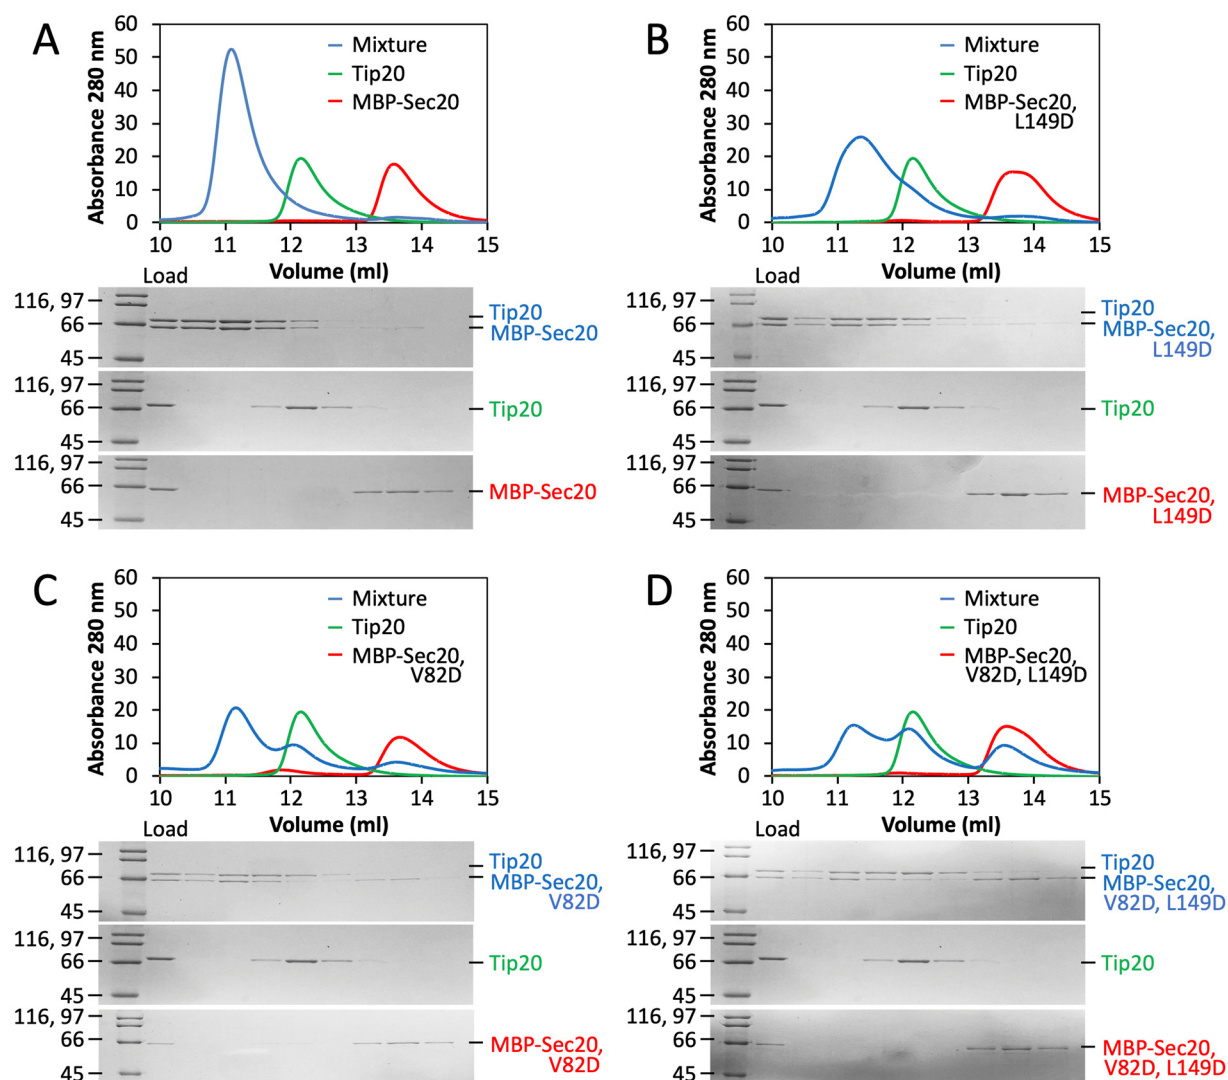 A
Absorbance 280 nm
60
50
40
30
20
10
0
Mixture
Tip20
MBP-Sec20
10 11 12 13 14 15
Load
Volume (ml)
116, 97
66
45
Tip20
MBP-Sec20
116, 97
66
45
Tip20
116, 97
66
45
MBP-Sec20
B
Absorbance 280 nm
60
50
40
30
20
10
0
Mixture
Tip20
MBP-Sec20,
L149D
10 11 12 13 14 15
Load
Volume (ml)
116, 97
66
45
Tip20
MBP-Sec20,
L149D
116, 97
66
45
Tip20
116, 97
66
45
MBP-Sec20,
L149D
C
Absorbance 280 nm
60
50
40
30
20
10
0
Mixture
Tip20
MBP-Sec20,
V82D
10 11 12 13 14 15
Load
Volume (ml)
116, 97
66
45
Tip20
MBP-Sec20,
V82D
116, 97
66
45
Tip20
116, 97
66
45
MBP-Sec20,
V82D
D
Absorbance 280 nm
60
50
40
30
20
10
0
Mixture
Tip20
MBP-Sec20,
V82D, L149D
10 11 12 13 14 15
Load
Volume (ml)
116, 97
66
45
Tip20
MBP-Sec20,
V82D, L149D
116, 97
66
45
Tip20
116, 97
66
45
MBP-Sec20,
V82D, L149D